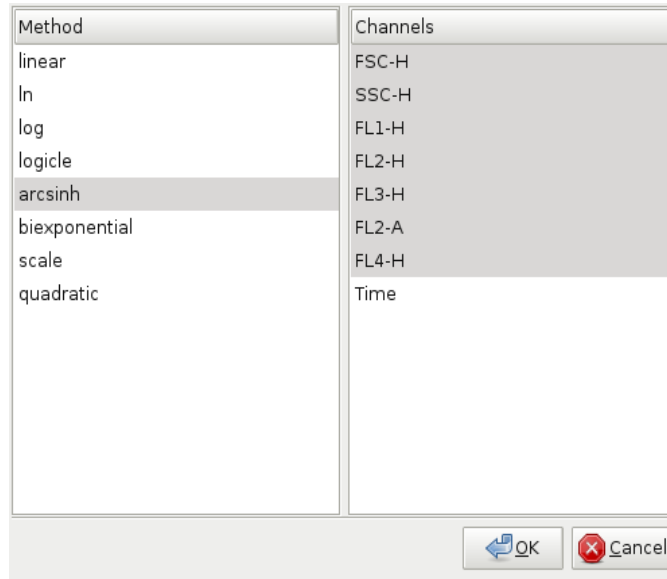 Method
linear
ln
log
logicle
arcsinh
biexponential
scale
quadratic
Channels
FSC-H
SSC-H
FL1-H
FL2-H
FL3-H
FL2-A
FL4-H
Time
OK
Cancel